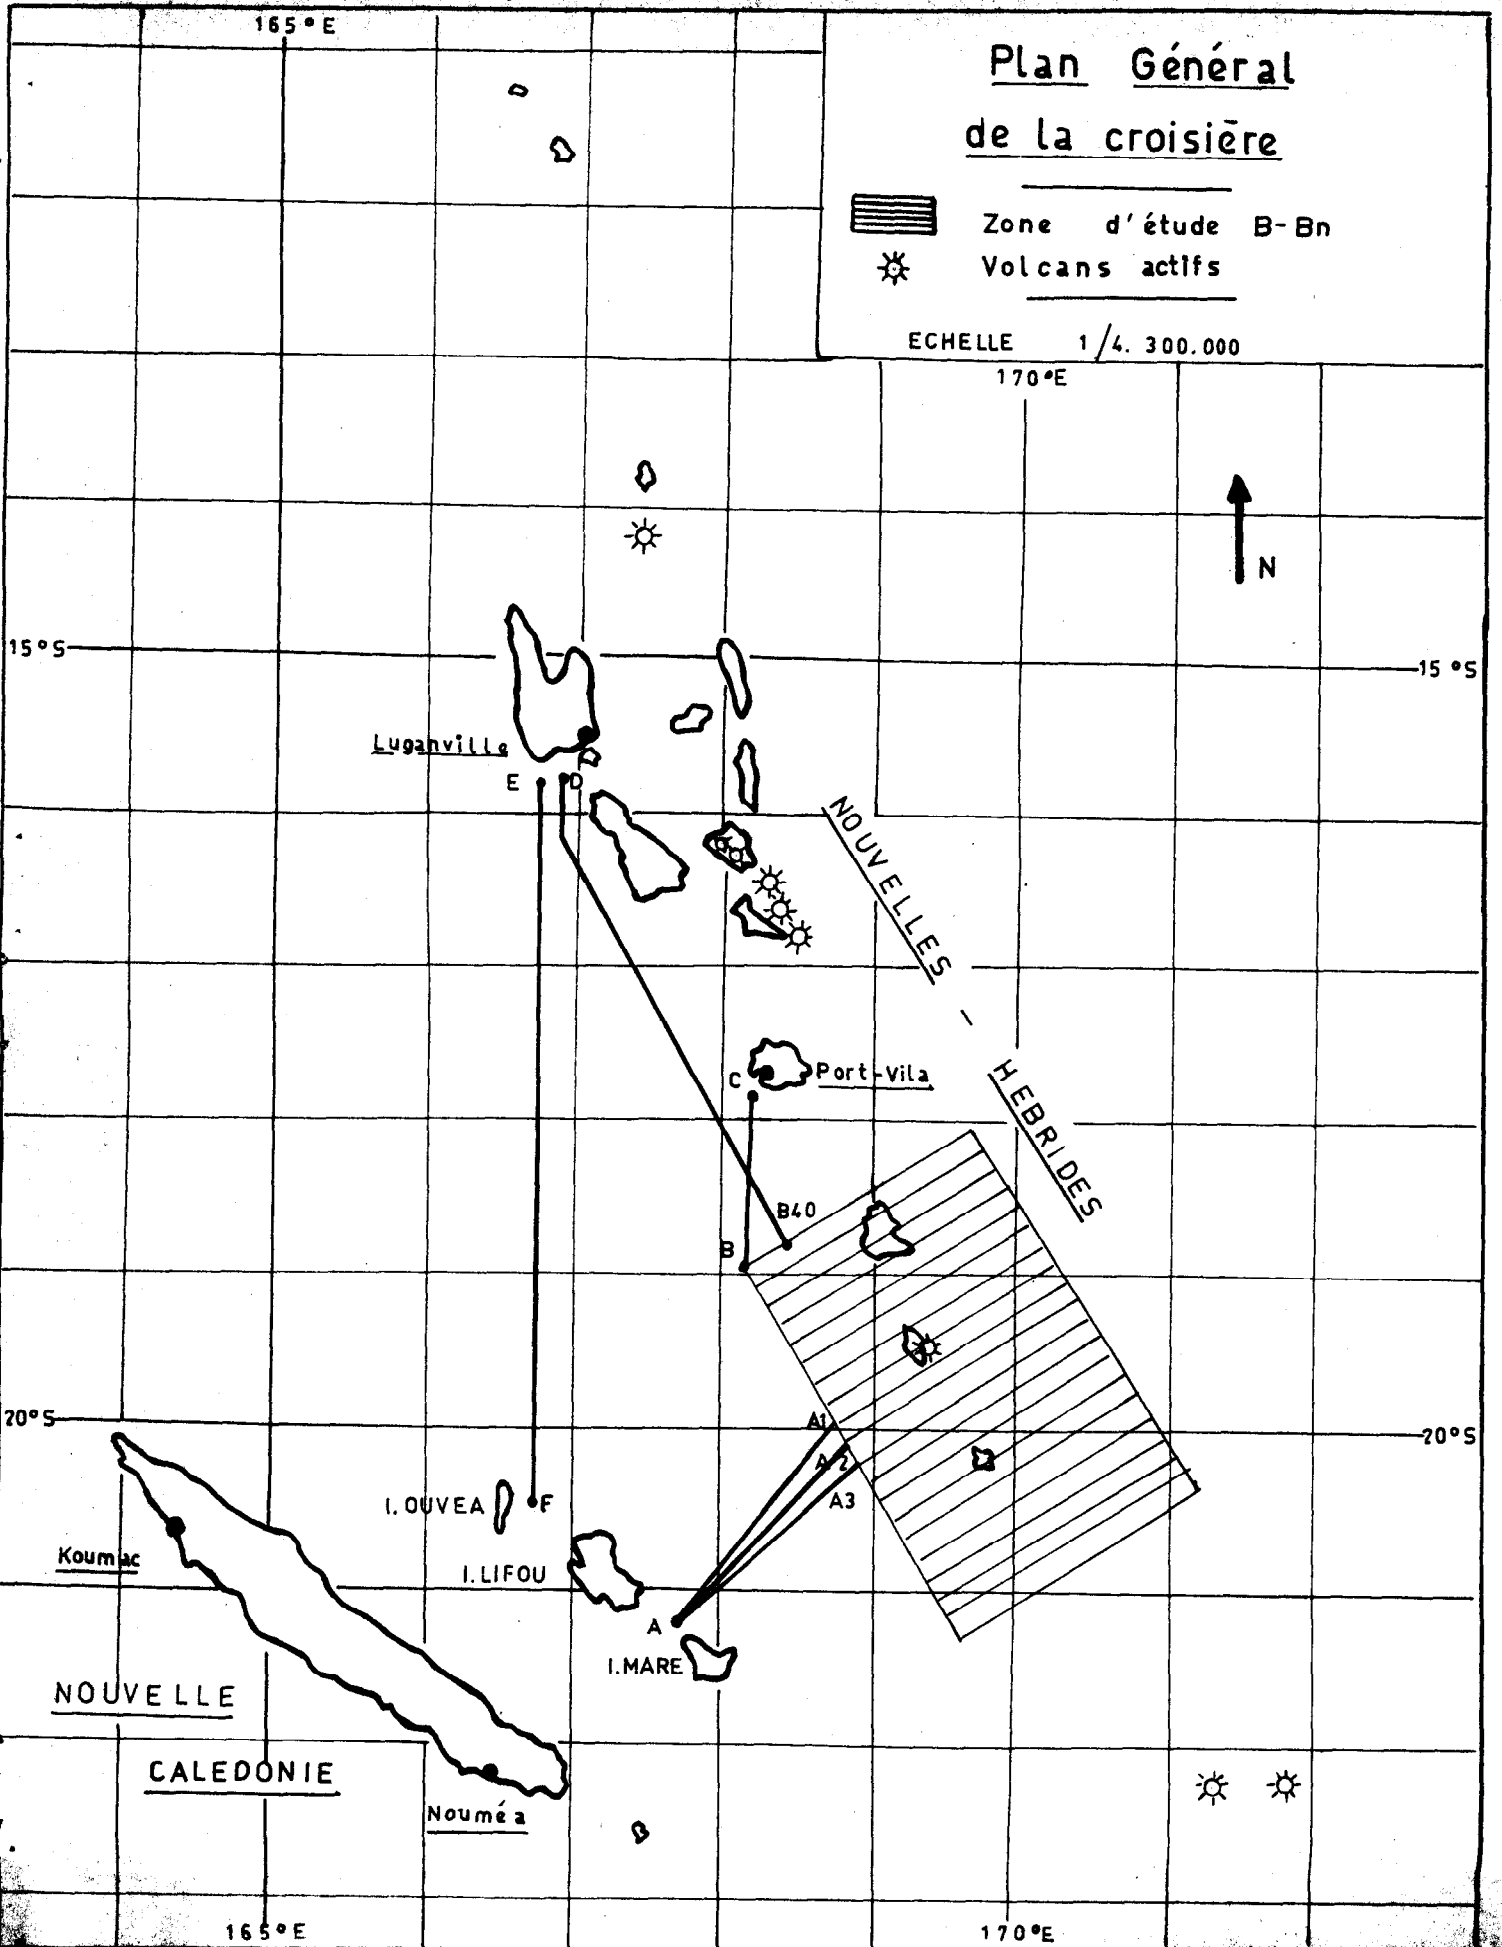 165°E
Plan Général
de la croisière
Zone d'étude B-Bn
Volcans actifs
ECHELLE 1/4.300.000
170°E
N
15°S
15°S
Luganville
E
D
NOUVELLES - HEBRIDES
C
Port-Vila
B40
B
20°S
A1
20°S
A2
A3
I.OUVEA
F
Koumac
I.LIFOU
A
I.MARE
NOUVELLE
CALEDONIE
Nouméa
165°E
170°E